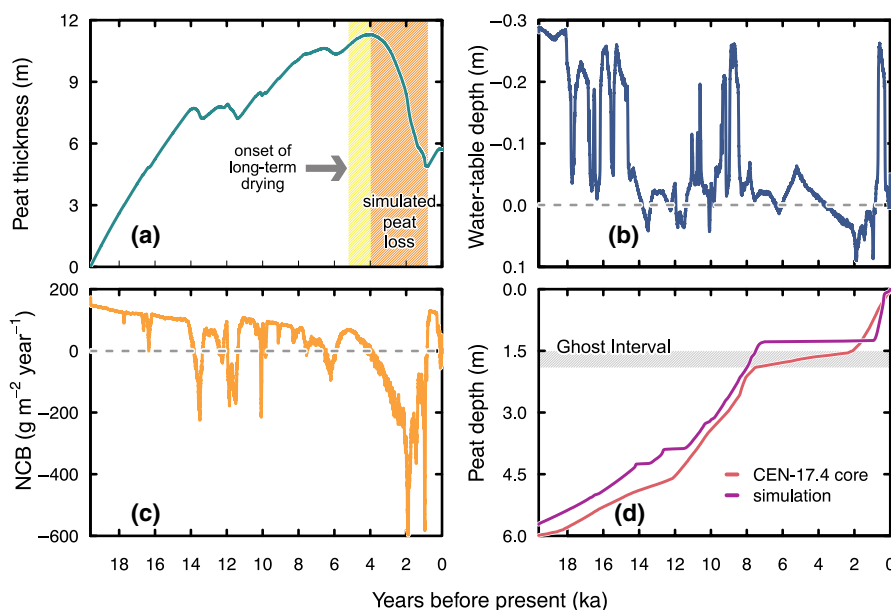 12
9
6
3
0
Peat thickness (m)
onset of
long-term
drying
simulated
peat
loss
(a)
−0.3
−0.2
−0.1
0.0
0.1
Water-table depth (m)
(b)
200
100
0
−200
−400
−600
NCB (g m−2 year−1)
(c)
18 16 14 12 10 8 6 4 2 0
0.0
1.5
3.0
4.5
6.0
Peat depth (m)
Ghost Interval
CEN-17.4 core
simulation
(d)
18 16 14 12 10 8 6 4 2 0
Years before present (ka)